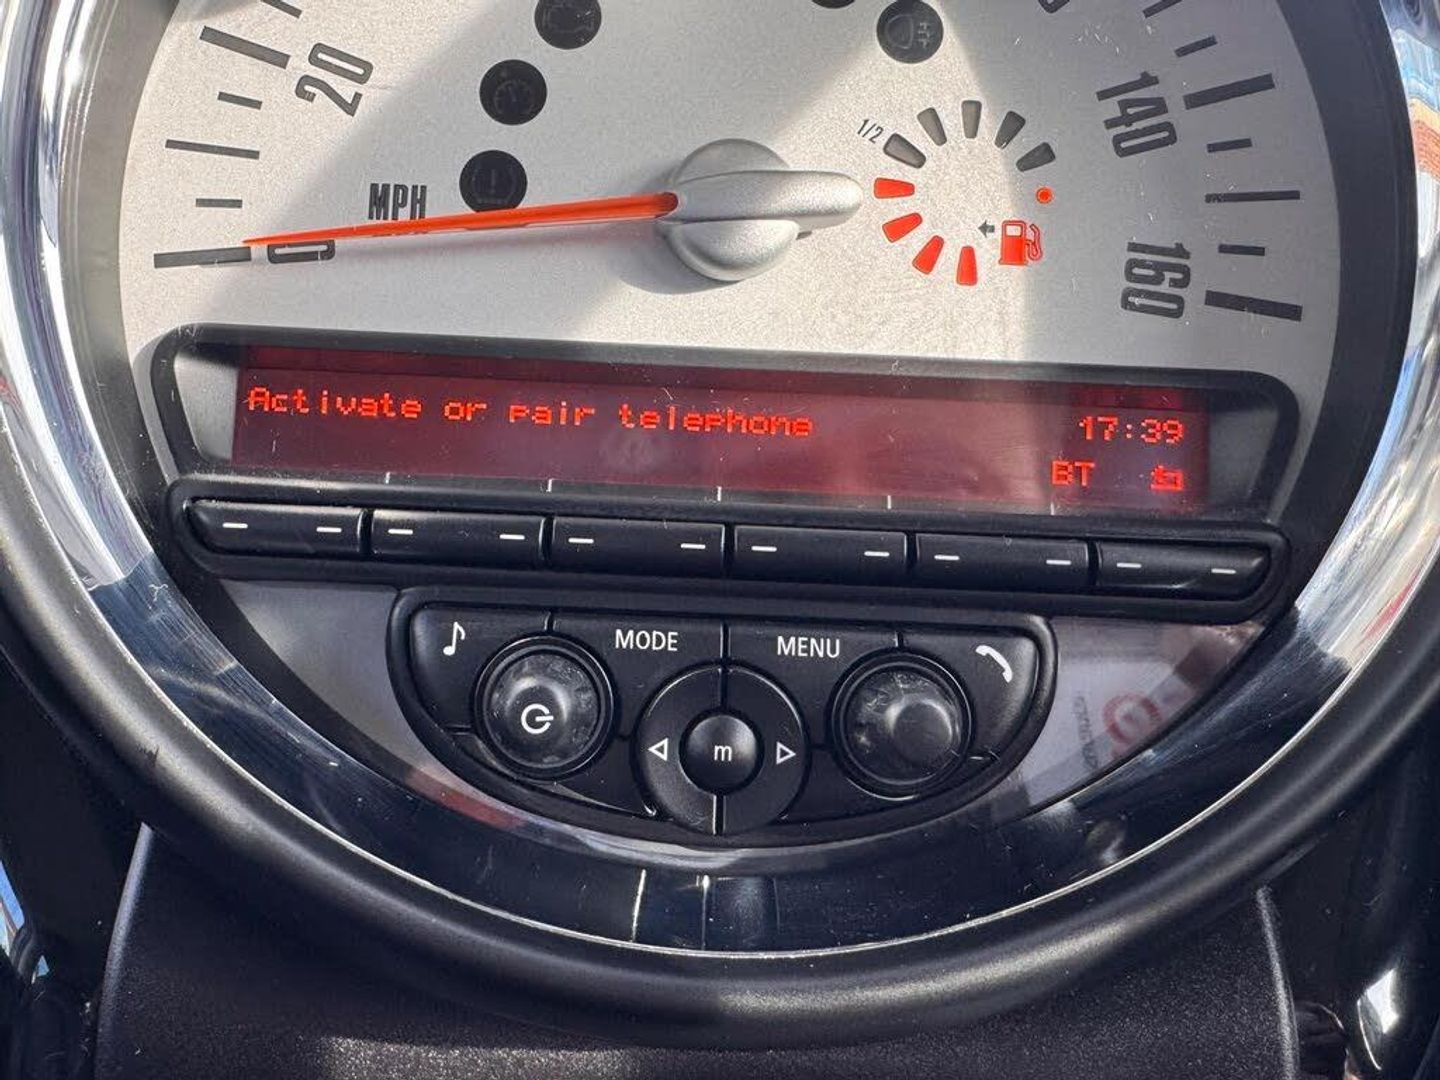 20
140
1/2
MPH
0
160
Activate or pair telephone 17:39
BT
MODE MENU
m